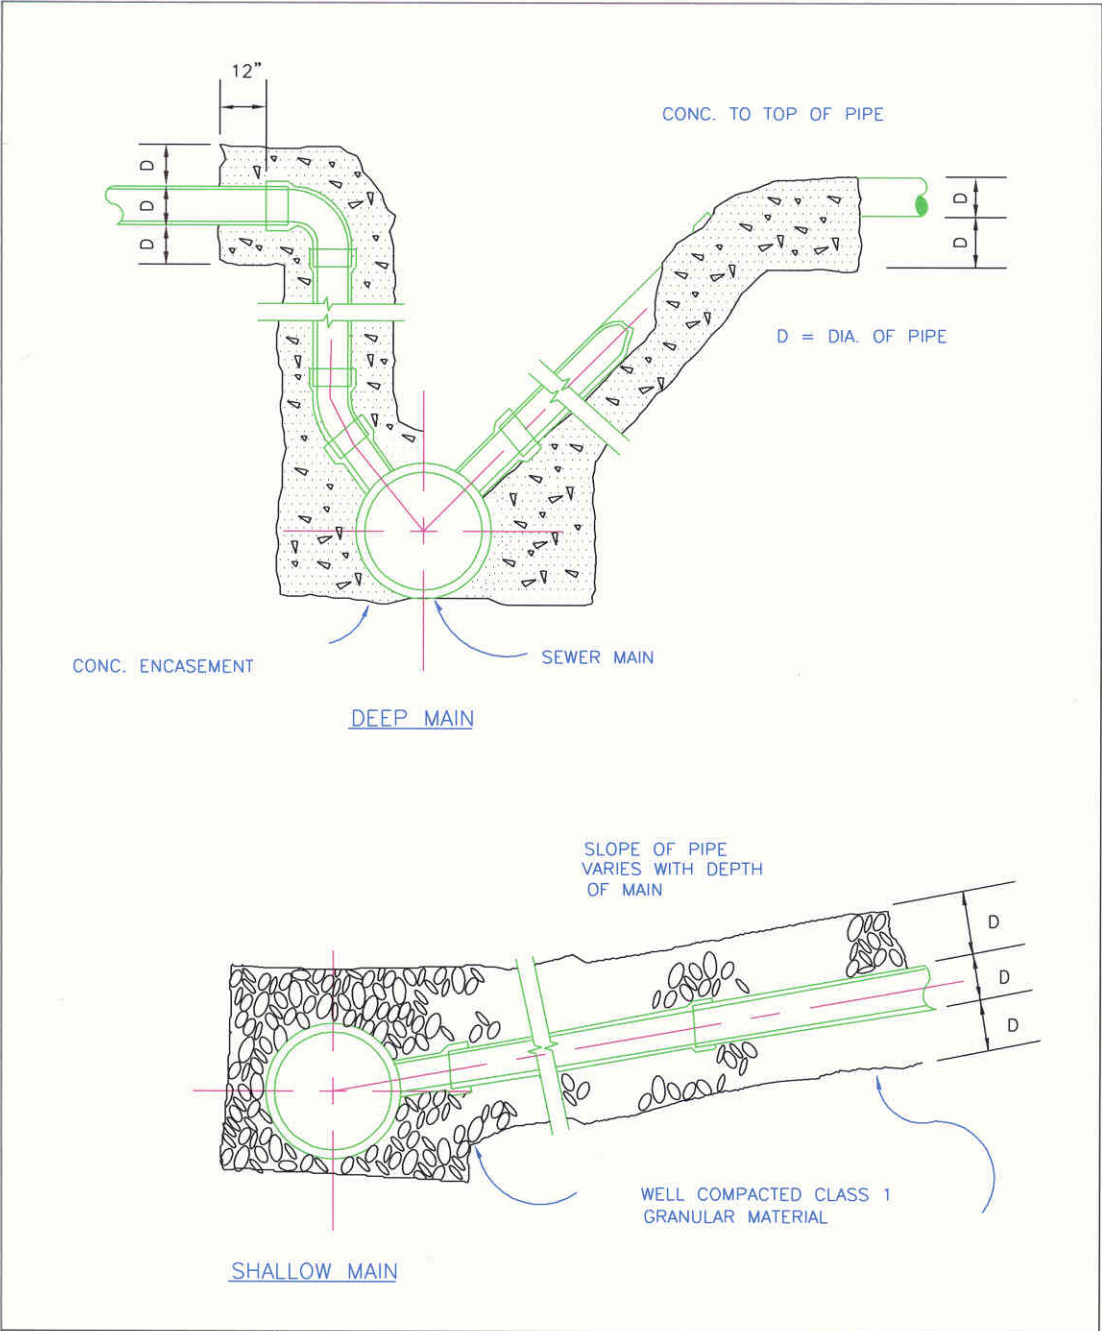 12"
CONC. TO TOP OF PIPE
D
D
D
D
D
D = DIA. OF PIPE
CONC. ENCASEMENT
SEWER MAIN
DEEP MAIN
SLOPE OF PIPE
VARIES WITH DEPTH
OF MAIN
D
D
D
WELL COMPACTED CLASS 1
GRANULAR MATERIAL
SHALLOW MAIN